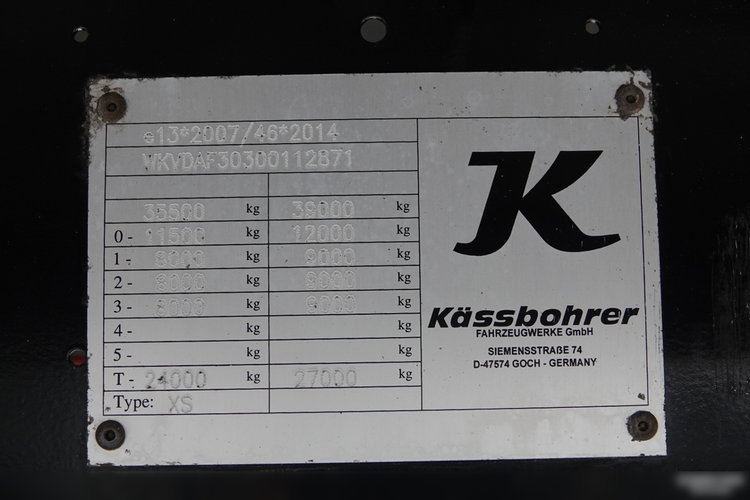 e13*2007/46*2014
WKVDAF30300112871
35500 kg 39000 kg
0- 11500 kg 12000 kg
1- 8000 kg 9000 kg
2- 8000 kg 9000 kg
3- 8000 kg 9000 kg
4- kg kg
5- kg kg
T- 24000 kg 27000 kg
Type: XS
K
Kässbohrer
FAHRZEUGWERKE GmbH
SIEMENSSTRAßE 74
D-47574 GOCH - GERMANY